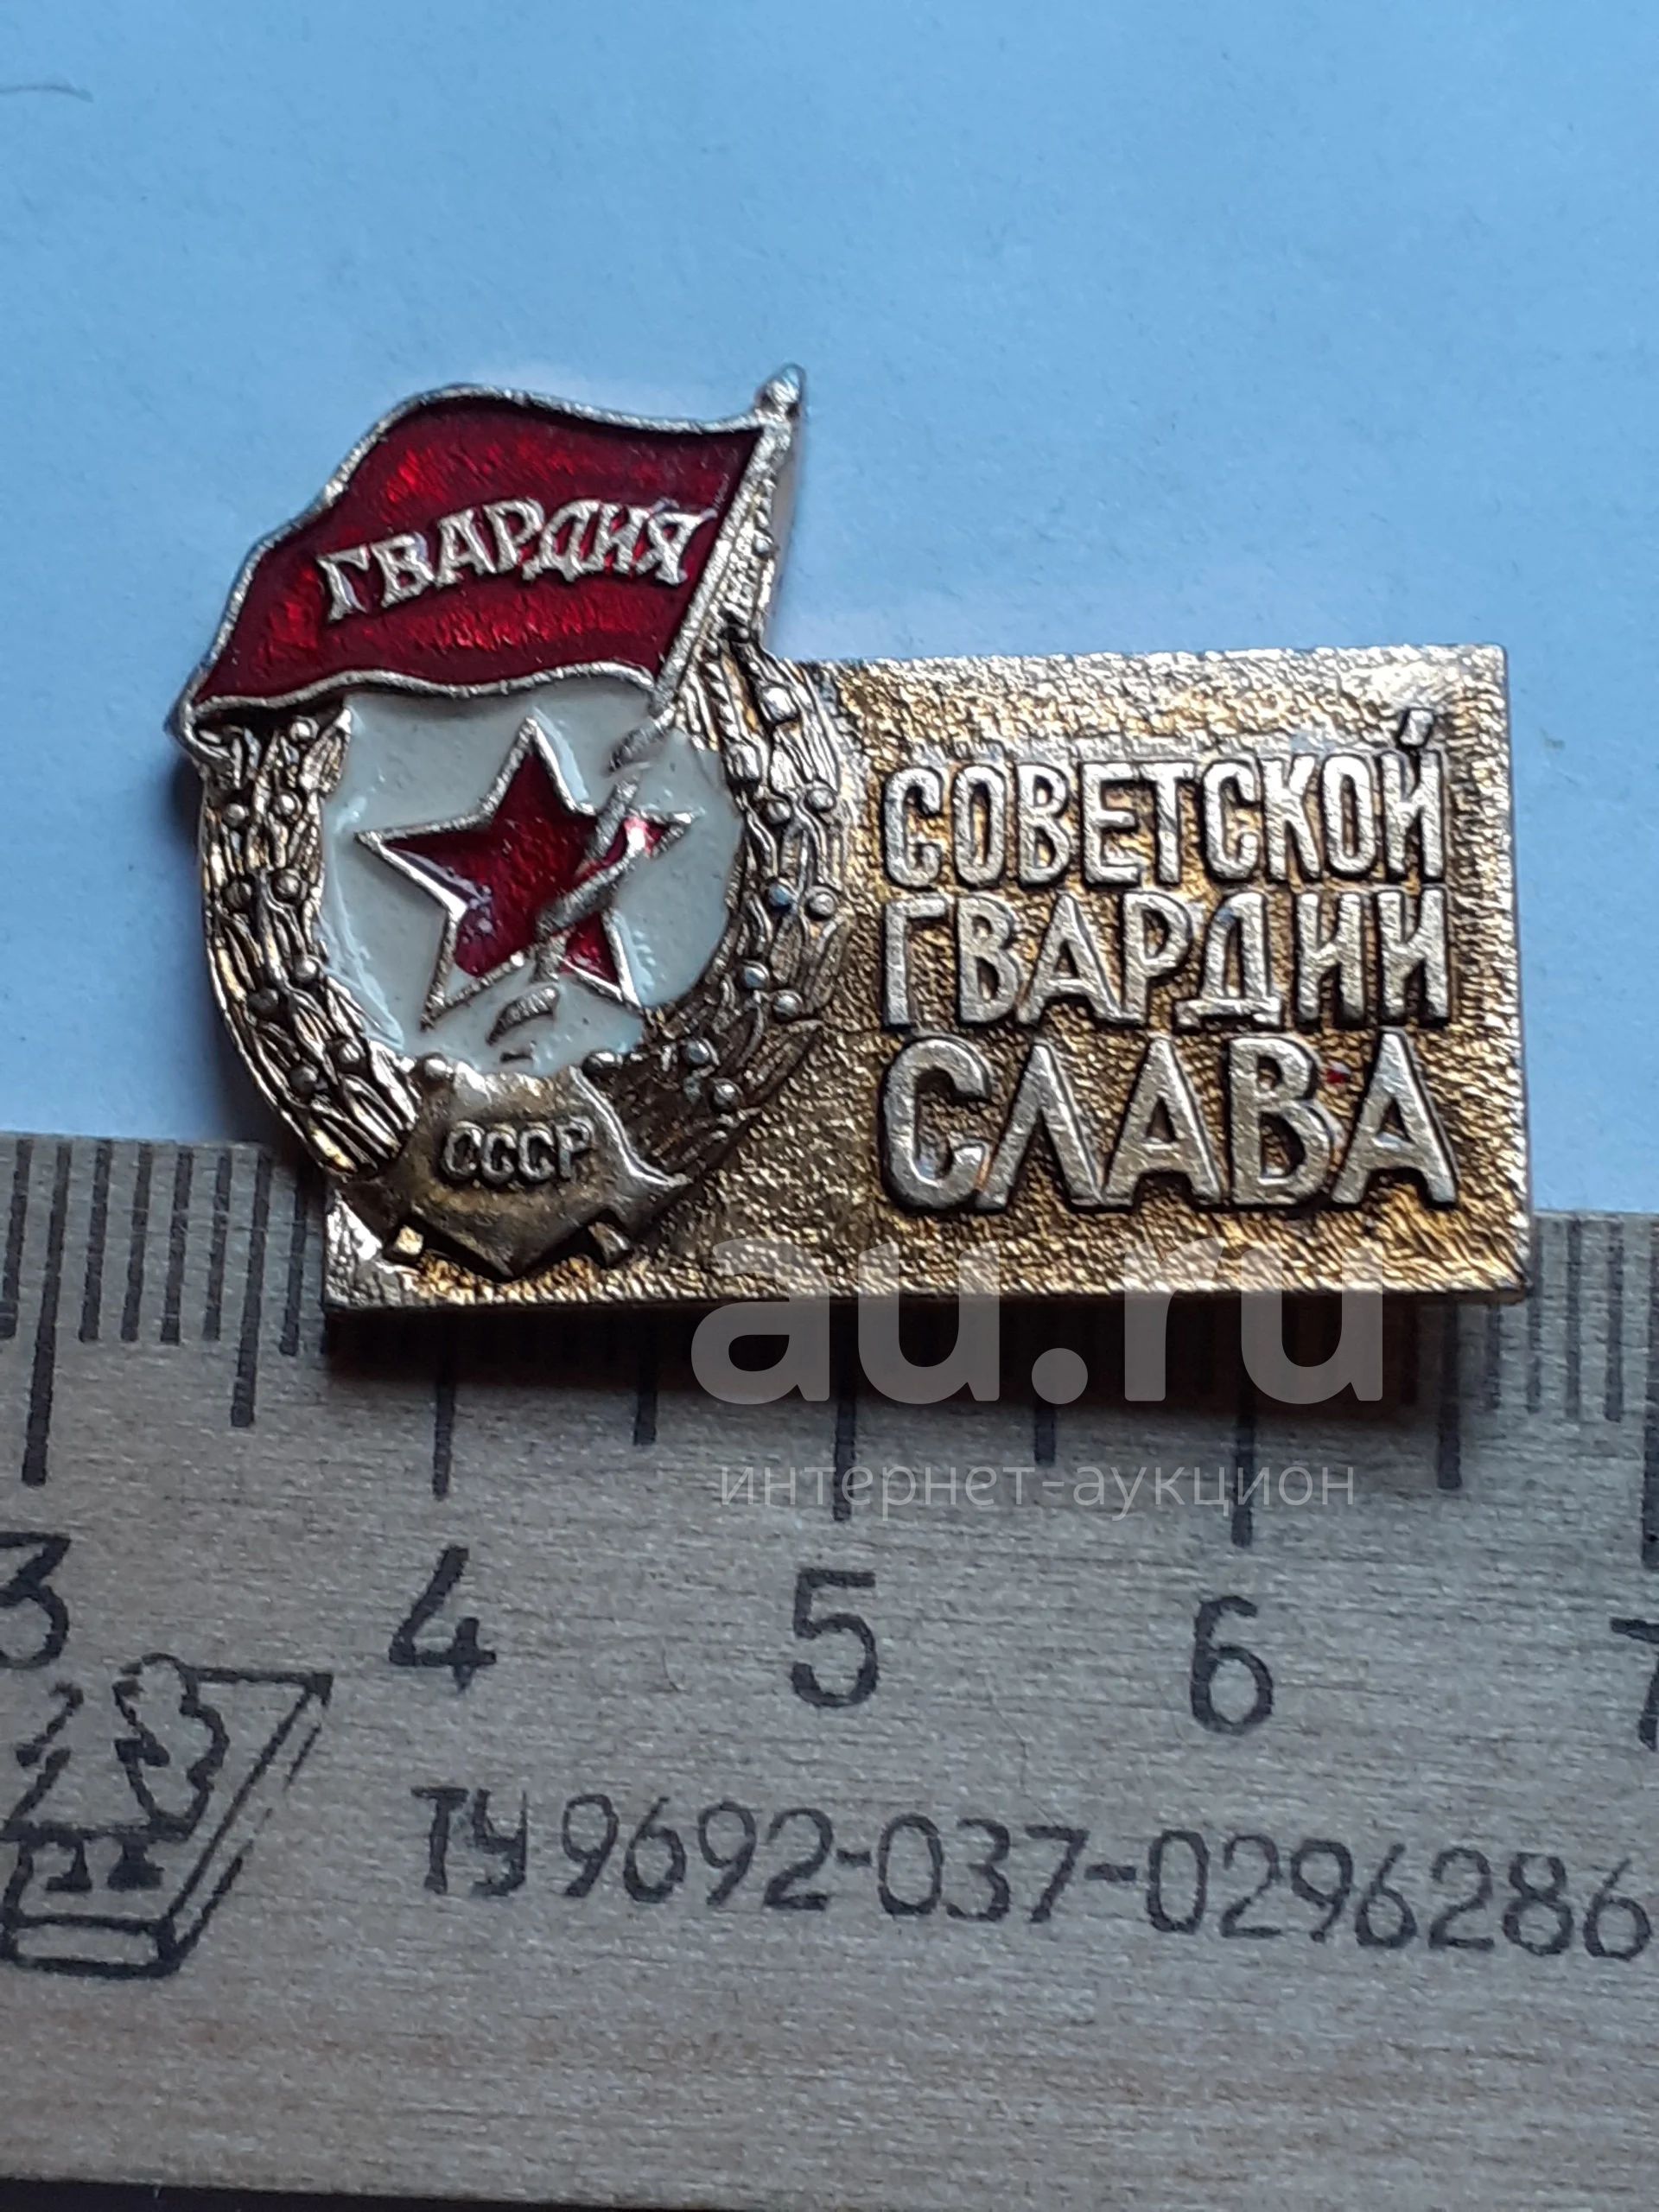 ГВАРДИЯ
СОВЕТСКОЙ
ГВАРДИИ
СЛАВА
СССР
au.ru
интернет-аукцион
3 4 5 6 7
ТУ 9692-037-0296286